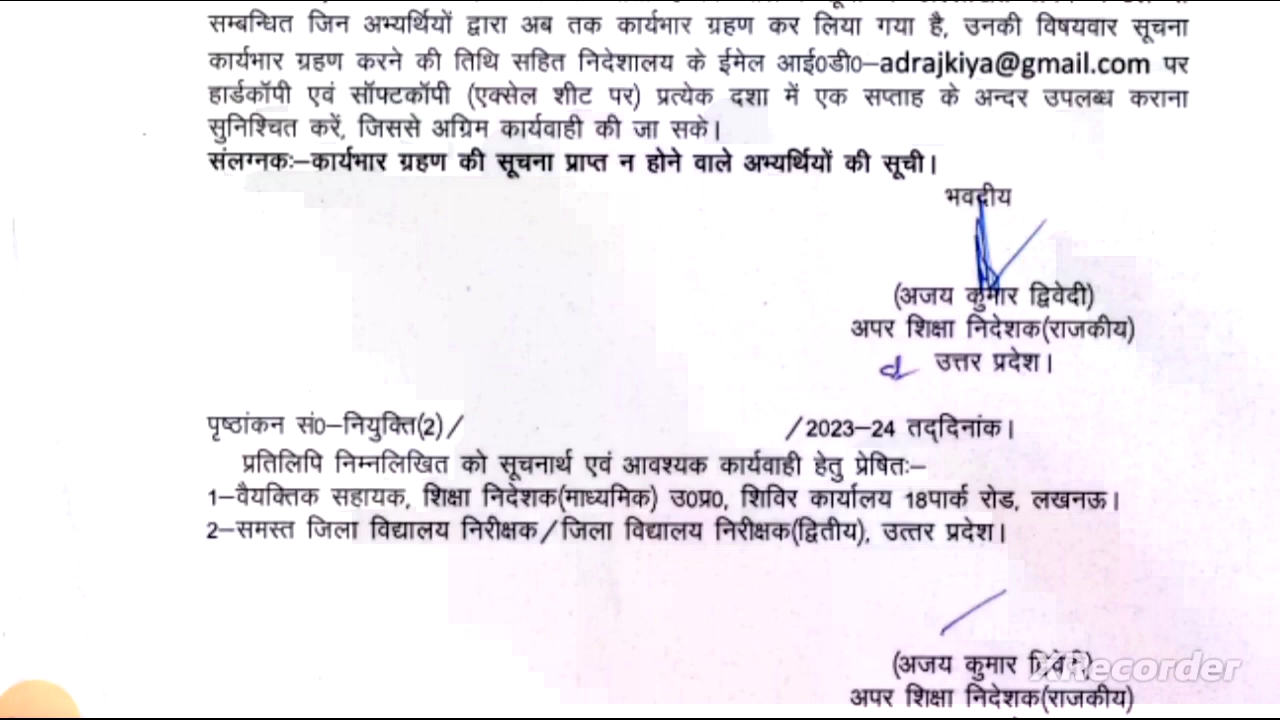 सम्बन्धित जिन अभ्यर्थियों द्वारा अब तक कार्यभार ग्रहण कर लिया गया है, उनकी विषयवार सूचना
कार्यभार ग्रहण करने की तिथि सहित निदेशालय के ईमेल आई0डी0–adrajkiya@gmail.com पर
हार्डकॉपी एवं सॉफ्टकॉपी (एक्सेल शीट पर) प्रत्येक दशा में एक सप्ताह के अन्दर उपलब्ध कराना
सुनिश्चित करें, जिससे अग्रिम कार्यवाही की जा सके।
संलग्नकः–कार्यभार ग्रहण की सूचना प्राप्त न होने वाले अभ्यर्थियों की सूची।
भवदीय
(अजय कुमार द्विवेदी)
अपर शिक्षा निदेशक(राजकीय)
उत्तर प्रदेश।
पृष्ठांकन सं0–नियुक्ति(2)/ /2023–24 तद्दिनांक।
प्रतिलिपि निम्नलिखित को सूचनार्थ एवं आवश्यक कार्यवाही हेतु प्रेषितः–
1–वैयक्तिक सहायक, शिक्षा निदेशक(माध्यमिक) उ0प्र0, शिविर कार्यालय 18पार्क रोड, लखनऊ।
2–समस्त जिला विद्यालय निरीक्षक/जिला विद्यालय निरीक्षक(द्वितीय), उत्तर प्रदेश।
(अजय कुमार द्विवेदी)
XRecorder
अपर शिक्षा निदेशक(राजकीय)